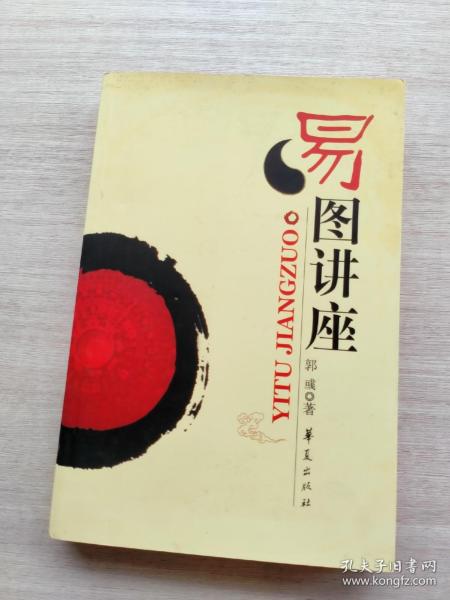 易图讲座
YITU JIANGZUO
郭彧 著
华夏出版社
孔夫子旧书网
www.kongfz.com